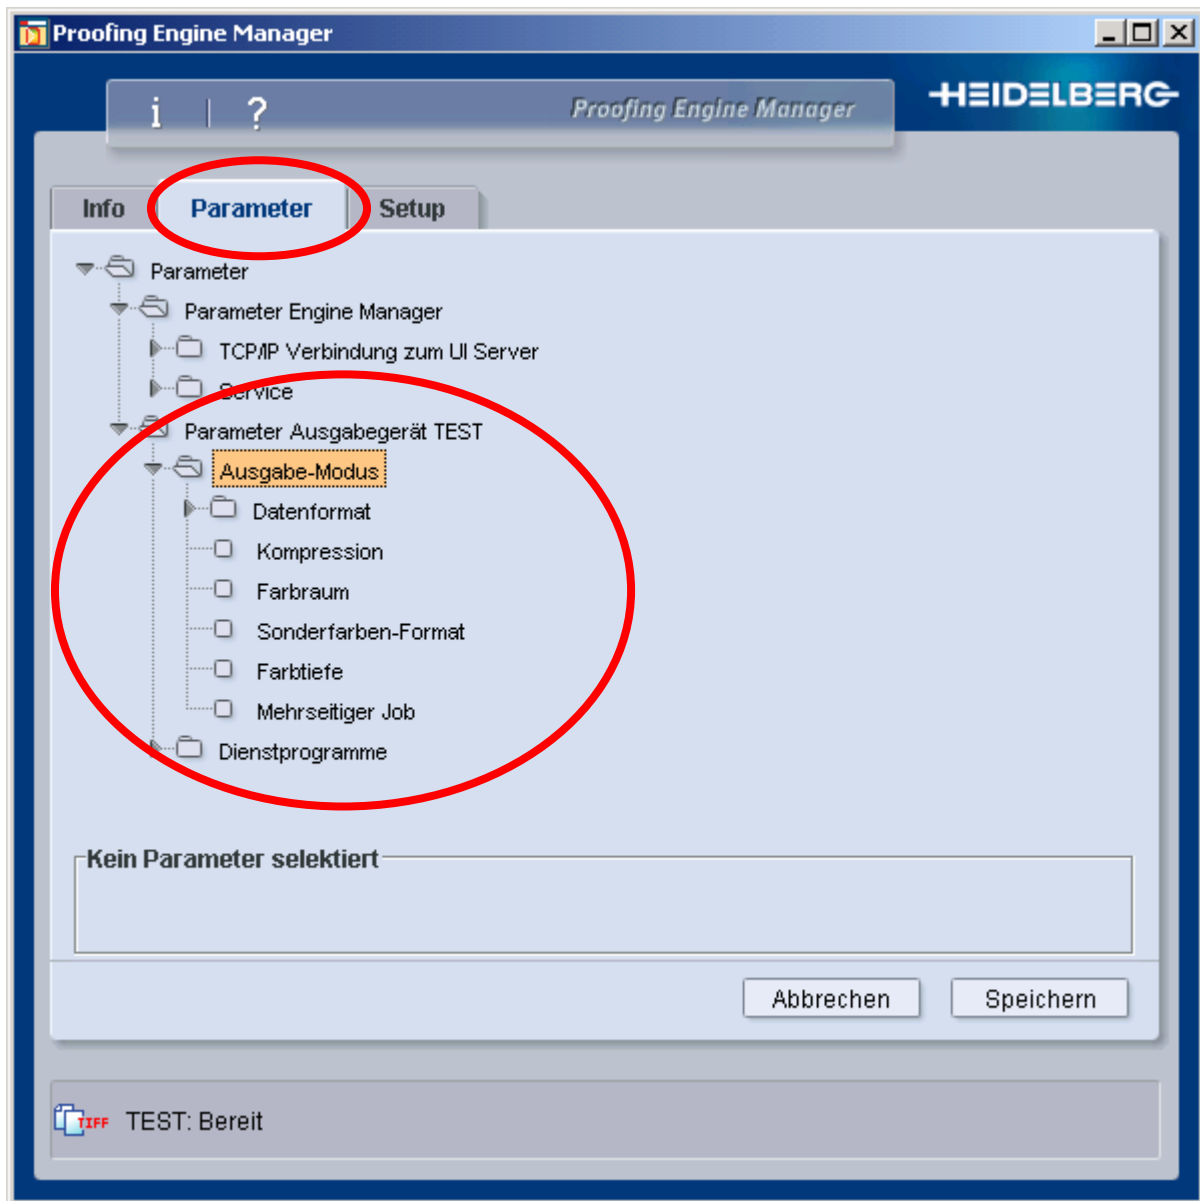 Proofing Engine Manager
HEIDELBERG
i | ? Proofing Engine Manager
Info Parameter Setup
Parameter
Parameter Engine Manager
TCP/IP Verbindung zum UI Server
Service
Parameter Ausgabegerät TEST
Ausgabe-Modus
Datenformat
Kompression
Farbraum
Sonderfarben-Format
Farbtiefe
Mehrseitiger Job
Dienstprogramme
Kein Parameter selektiert
Abbrechen Speichern
TIFF TEST: Bereit